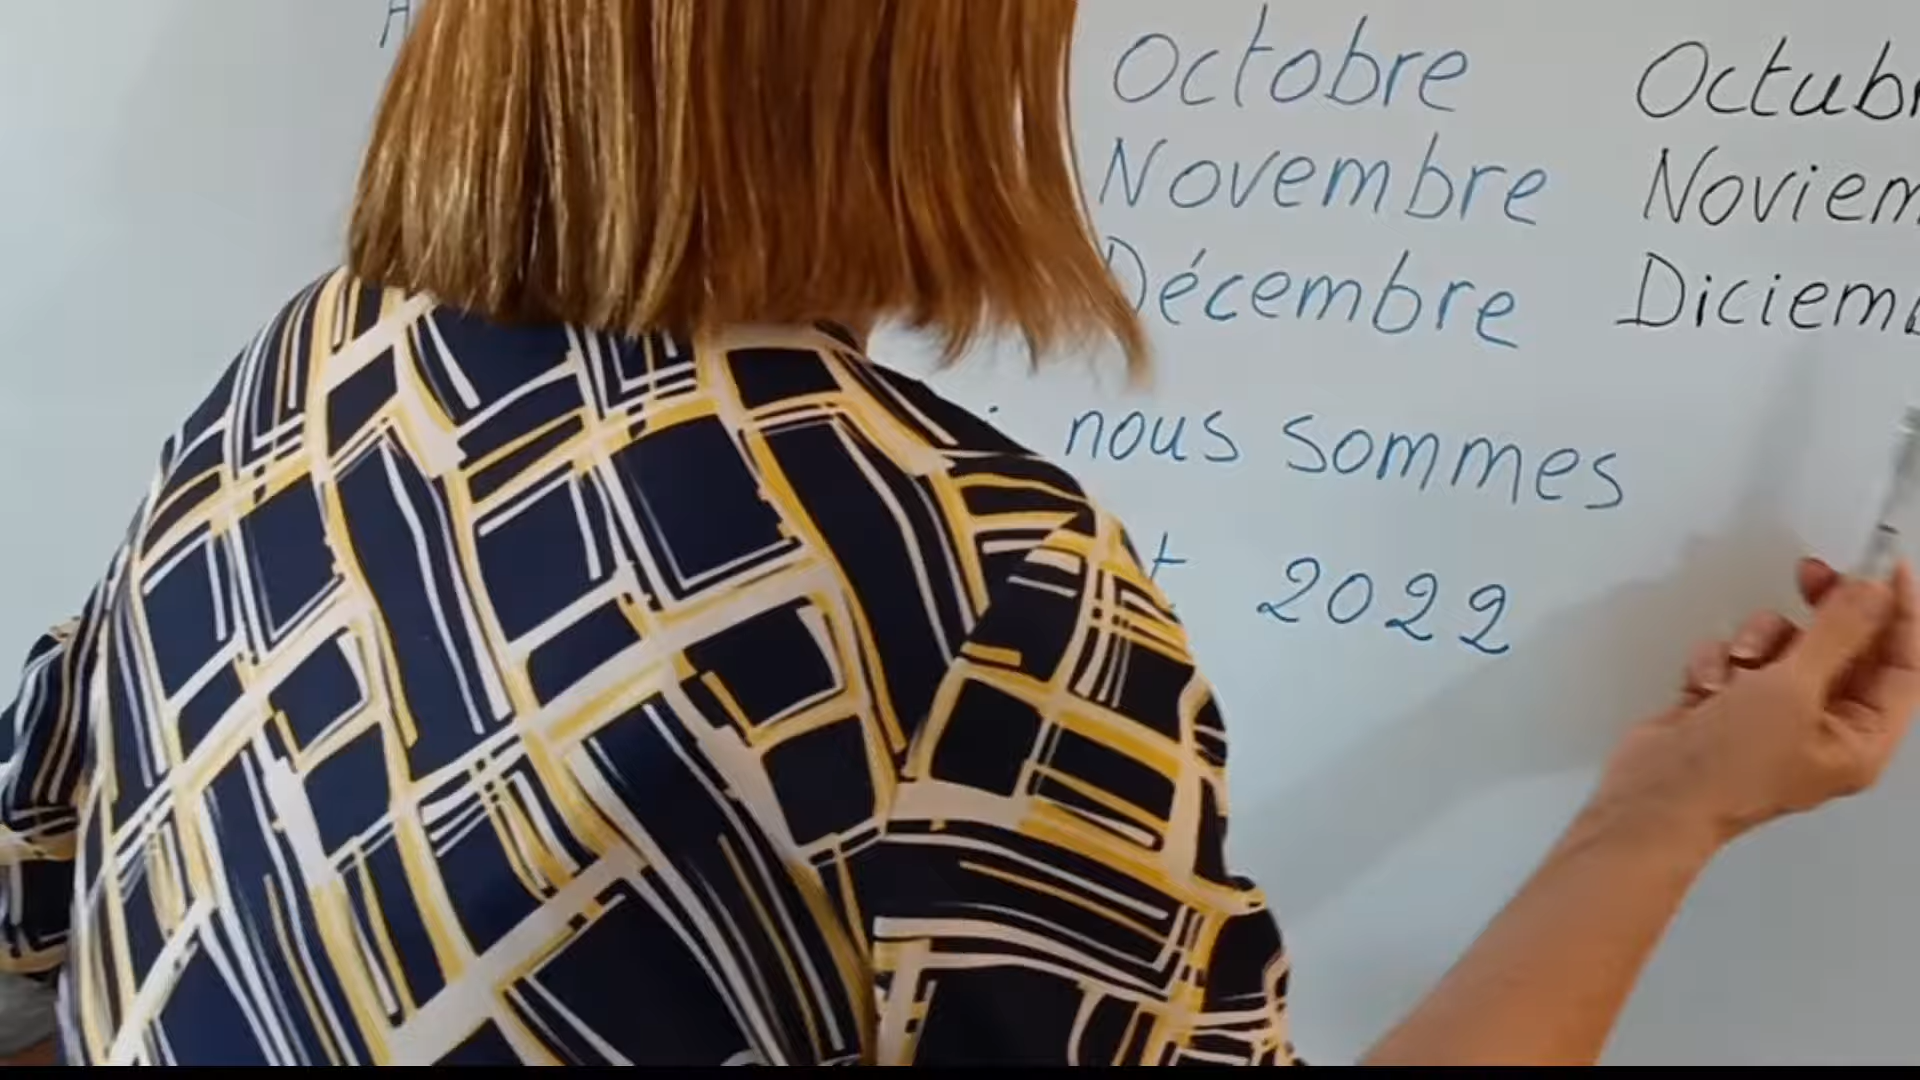 Octobre Octubr
Novembre Noviem
Décembre Diciem
nous sommes
t 2022